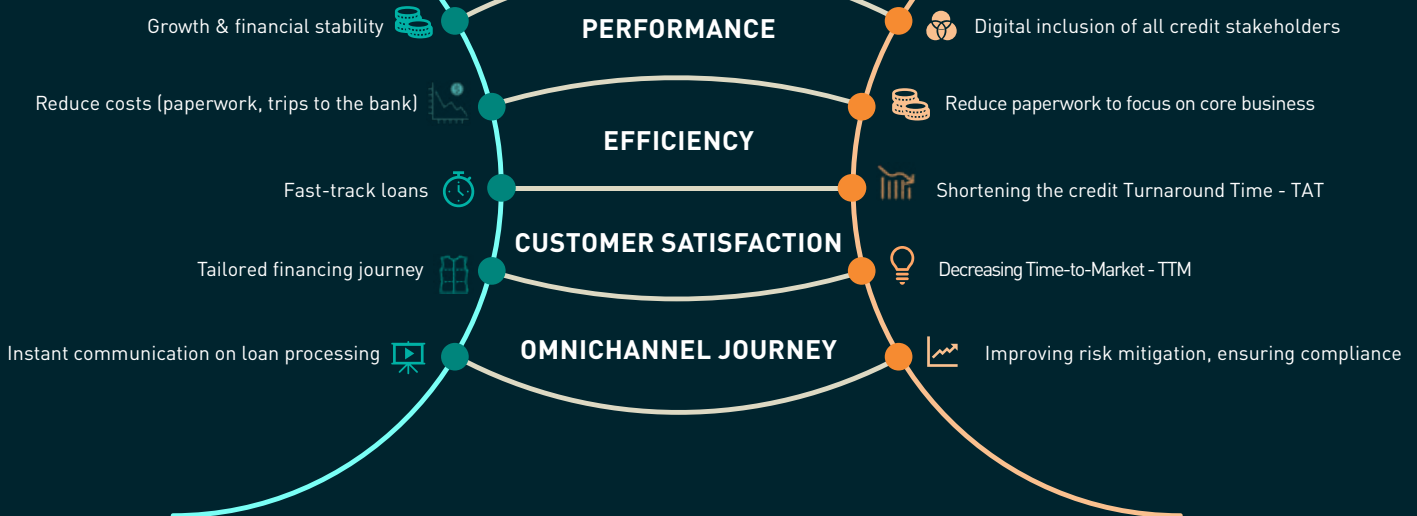 Growth & financial stability
PERFORMANCE
Digital inclusion of all credit stakeholders
Reduce costs (paperwork, trips to the bank)
Reduce paperwork to focus on core business
EFFICIENCY
Fast-track loans
Shortening the credit Turnaround Time - TAT
CUSTOMER SATISFACTION
Tailored financing journey
Decreasing Time-to-Market - TTM
OMNICHANNEL JOURNEY
Instant communication on loan processing
Improving risk mitigation, ensuring compliance